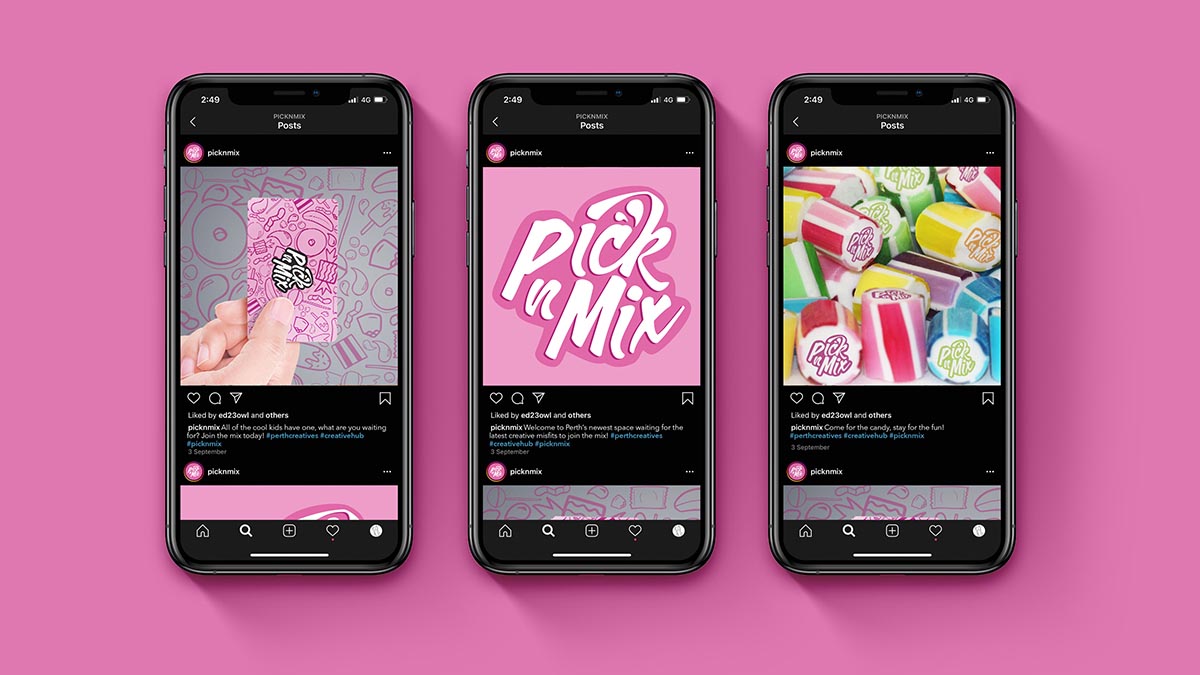 2:49
4G
PICKNMIX
Posts
picknmix
Pick
n
Mix
Liked by ed23owl and others
picknmix All of the cool kids have one, what are you waiting
for? Join the mix today! #perthcreatives #creativehub
#picknmix
3 September
picknmix
2:49
4G
PICKNMIX
Posts
picknmix
Pick
n
Mix
Liked by ed23owl and others
picknmix Welcome to Perth's newest space waiting for the
latest creative misfits to join the mix! #perthcreatives
#creativehub #picknmix
3 September
picknmix
2:49
4G
PICKNMIX
Posts
picknmix
Pick
n Mix
Pick
n Mix
Pick
n Mix
Pick
n Mix
Pick
n Mix
Liked by ed23owl and others
picknmix Come for the candy, stay for the fun!
#perthcreatives #creativehub #picknmix
3 September
picknmix